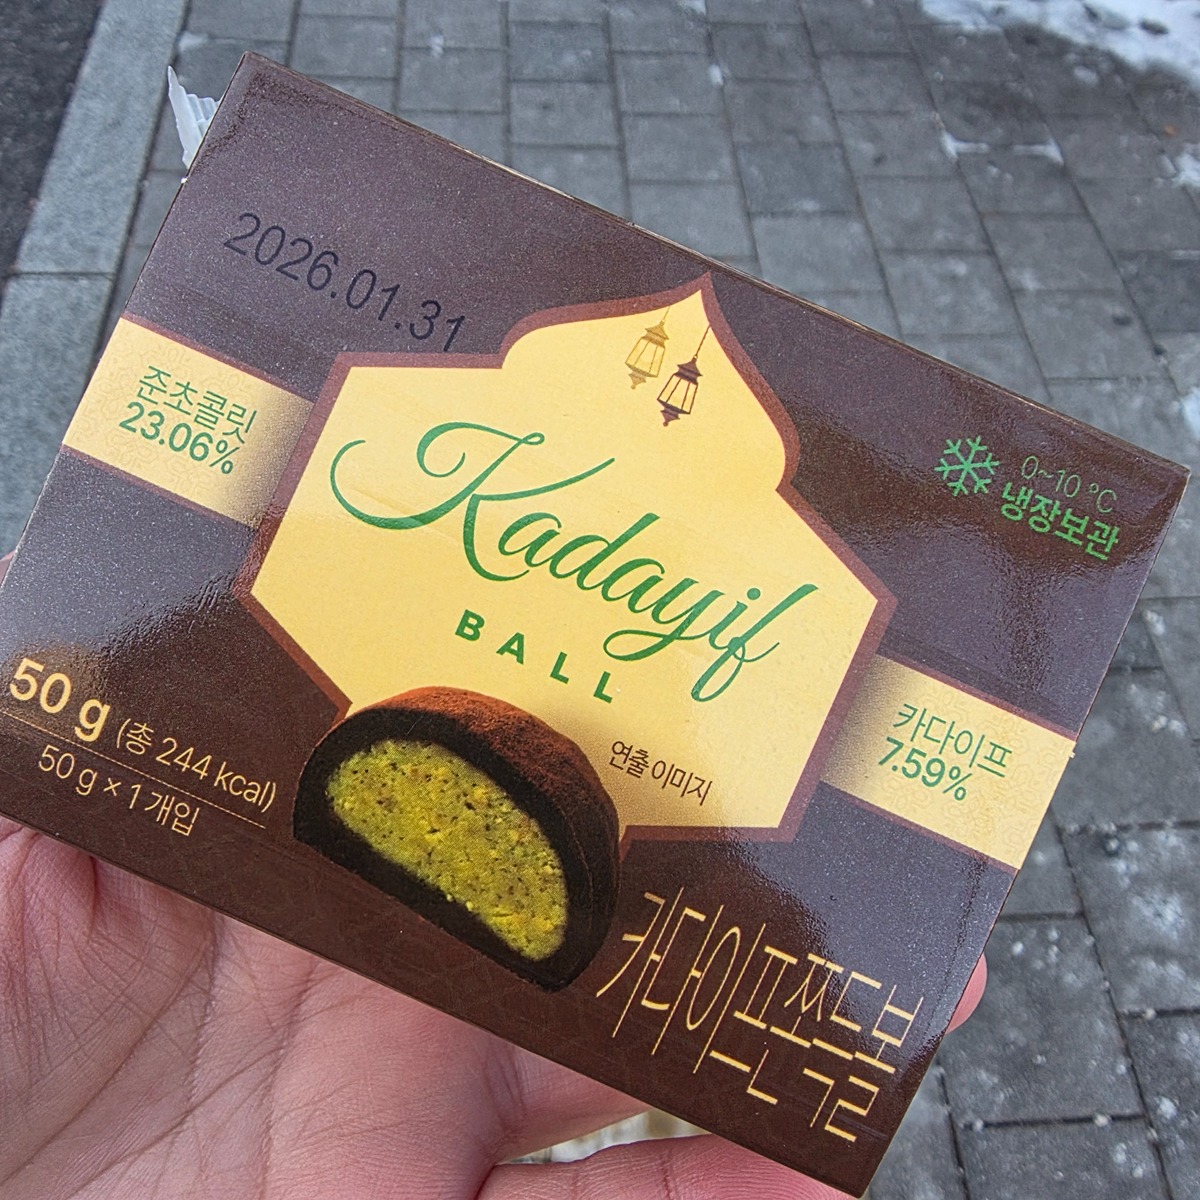 2026.01.31
준초콜릿
23.06%
0~10 ℃
냉장보관
Kadayif
BALL
50 g (총 244 kcal)
50 g × 1개입
연출 이미지
카다이프
7.59%
카다이프쫀득볼